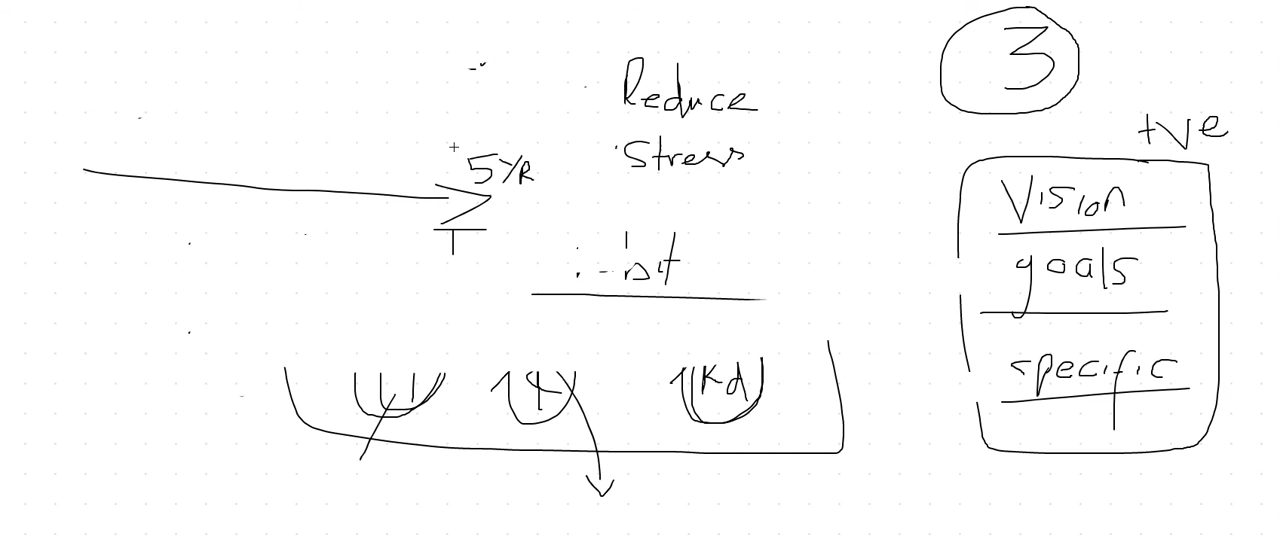 3
Reduce
Stress
+ve
5YR
Vision
goals
specific